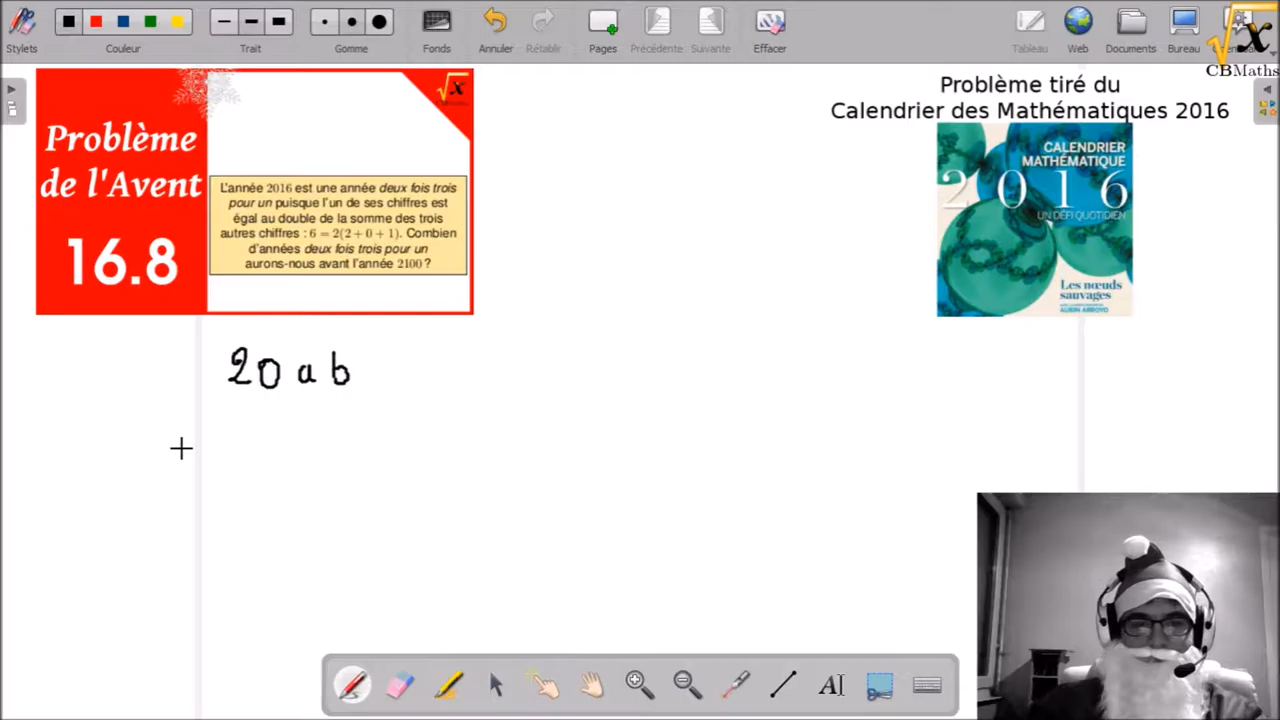 Stylets Couleur Trait Gomme Fonds Annuler Rétablir Pages Précédente Suivante Effacer Tableau Web Documents Bureau
√x
CBMaths
Problème
de l'Avent
16.8
L'année 2016 est une année deux fois trois
pour un puisque l'un de ses chiffres est
égal au double de la somme des trois
autres chiffres : 6 = 2(2 + 0 + 1). Combien
d'années deux fois trois pour un
aurons-nous avant l'année 2100 ?
Problème tiré du
Calendrier des Mathématiques 2016
CALENDRIER
MATHÉMATIQUE
2016
UN DÉFI QUOTIDIEN
Les nœuds
sauvages
AUBIN ARROYO
20 a b
AI